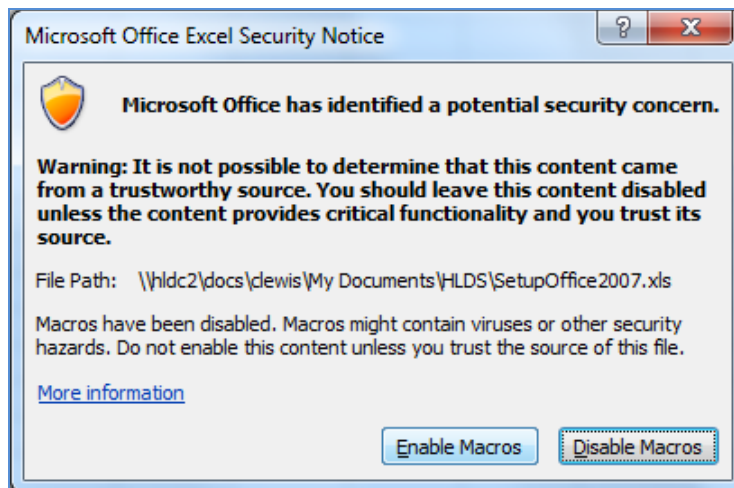 Microsoft Office Excel Security Notice
?
X
Microsoft Office has identified a potential security concern.
Warning: It is not possible to determine that this content came
from a trustworthy source. You should leave this content disabled
unless the content provides critical functionality and you trust its
source.
File Path: \\hldc2\docs\clewis\My Documents\HLDS\SetupOffice2007.xls
Macros have been disabled. Macros might contain viruses or other security
hazards. Do not enable this content unless you trust the source of this file.
More information
Enable Macros Disable Macros